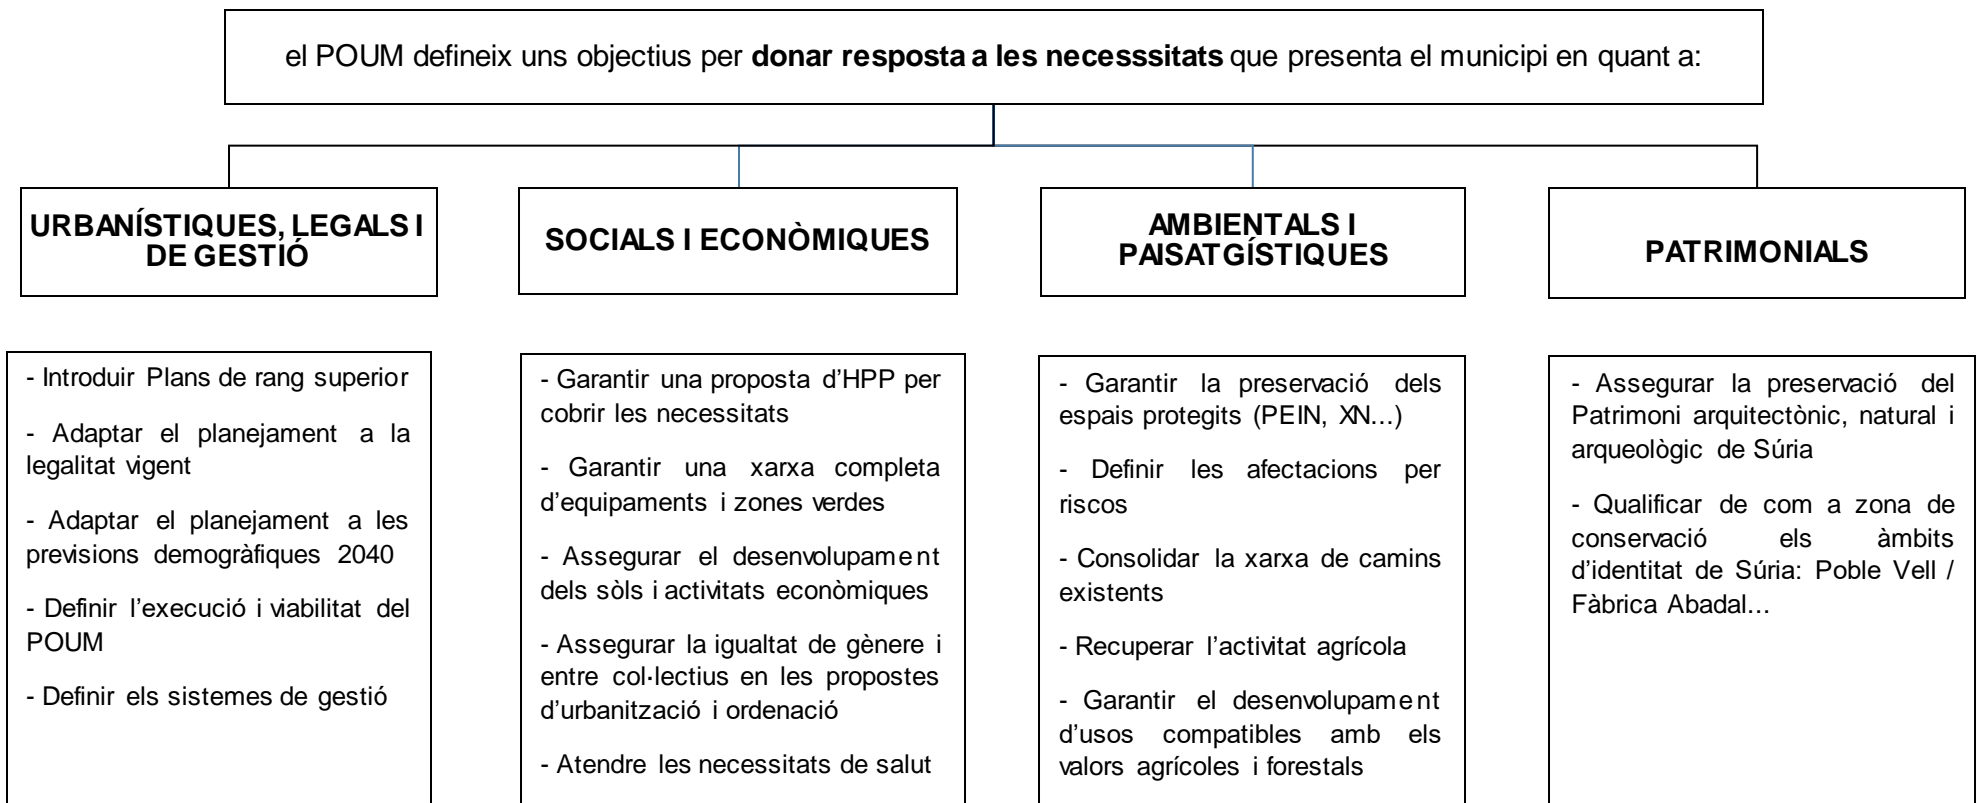 el POUM defineix uns objectius per donar resposta a les necesssitats que presenta el municipi en quant a:
URBANÍSTIQUES, LEGALS I
DE GESTIÓ
SOCIALS I ECONÒMIQUES
AMBIENTALS I
PAISATGÍSTIQUES
PATRIMONIALS
- Introduir Plans de rang superior
- Adaptar el planejament a la
legalitat vigent
- Adaptar el planejament a les
previsions demogràfiques 2040
- Definir l’execució i viabilitat del
POUM
- Definir els sistemes de gestió
- Garantir una proposta d’HPP per
cobrir les necessitats
- Garantir una xarxa completa
d’equipaments i zones verdes
- Assegurar el desenvolupament
dels sòls i activitats econòmiques
- Assegurar la igualtat de gènere i
entre col·lectius en les propostes
d’urbanització i ordenació
- Atendre les necessitats de salut
- Garantir la preservació dels
espais protegits (PEIN, XN...)
- Definir les afectacions per
riscos
- Consolidar la xarxa de camins
existents
- Recuperar l’activitat agrícola
- Garantir el desenvolupament
d’usos compatibles amb els
valors agrícoles i forestals
- Assegurar la preservació del
Patrimoni arquitectònic, natural i
arqueològic de Súria
- Qualificar de com a zona de
conservació els àmbits
d’identitat de Súria: Poble Vell /
Fàbrica Abadal...